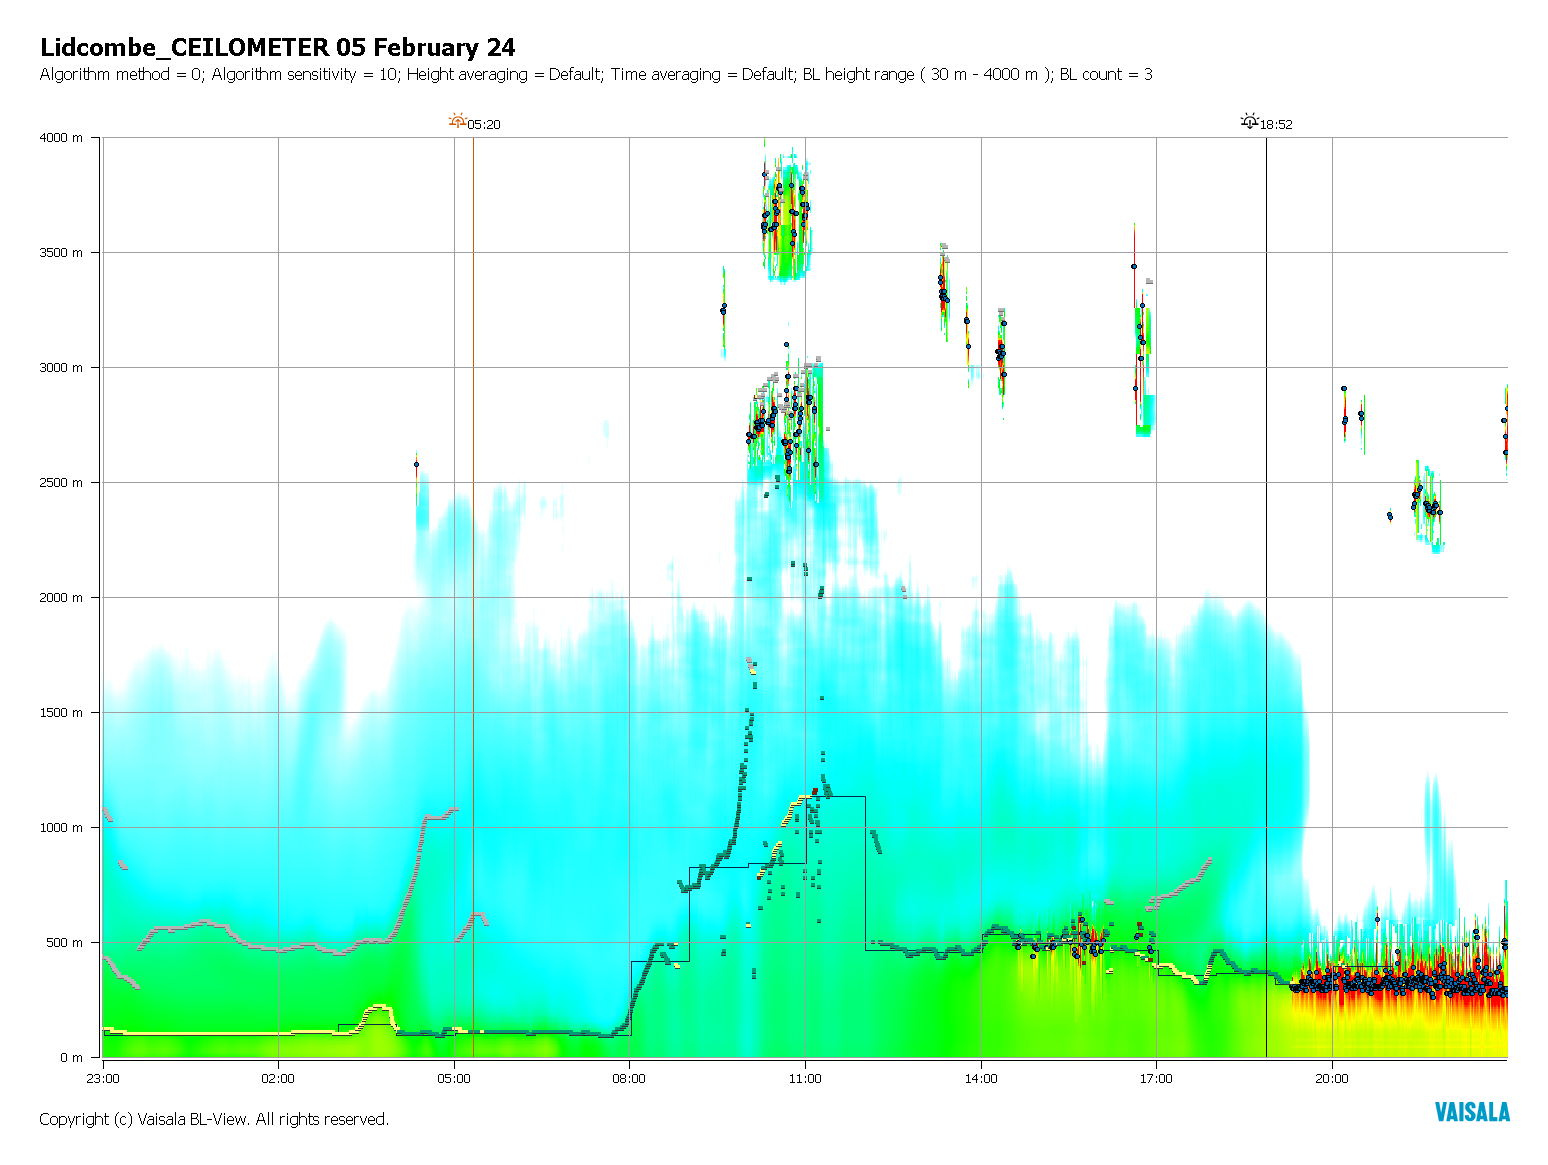 Lidcombe_CEILOMETER 05 February 24
Algorithm method = 0; Algorithm sensitivity = 10; Height averaging = Default; Time averaging = Default; BL height range ( 30 m - 4000 m ); BL count = 3
05:20
18:52
4000 m
3500 m
3000 m
2500 m
2000 m
1500 m
1000 m
500 m
0 m
23:00 02:00 05:00 08:00 11:00 14:00 17:00 20:00
Copyright (c) Vaisala BL-View. All rights reserved.
VAISALA